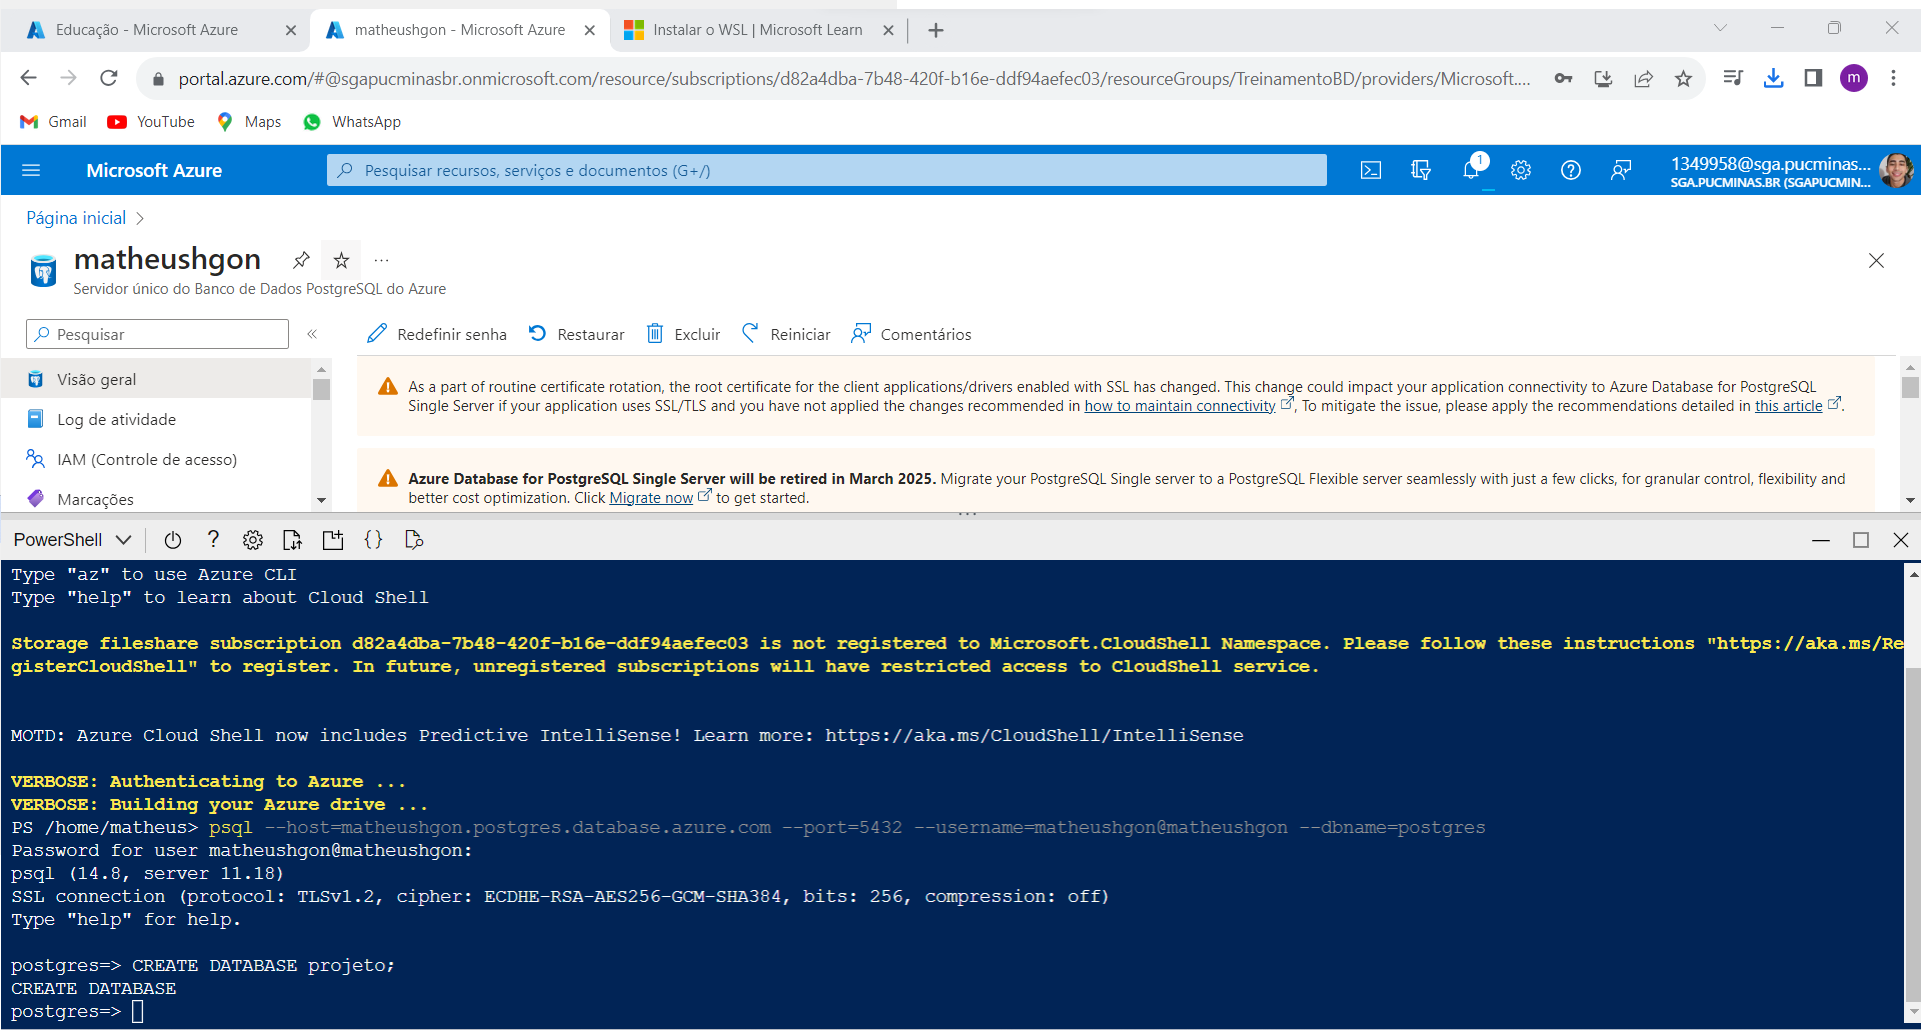 Educação - Microsoft Azure
matheushgon - Microsoft Azure
Instalar o WSL | Microsoft Learn
portal.azure.com/#@sgapucminasbr.onmicrosoft.com/resource/subscriptions/d82a4dba-7b48-420f-b16e-ddf94aefec03/resourceGroups/TreinamentoBD/providers/Microsoft....
m
Gmail
YouTube
Maps
WhatsApp
Microsoft Azure
Pesquisar recursos, serviços e documentos (G+/)
1
1349958@sga.pucminas...
SGA.PUCMINAS.BR (SGAPUCMIN...
Página inicial
matheushgon
...
Servidor único do Banco de Dados PostgreSQL do Azure
Pesquisar
Redefinir senha
Restaurar
Excluir
Reiniciar
Comentários
Visão geral
Log de atividade
IAM (Controle de acesso)
Marcações
As a part of routine certificate rotation, the root certificate for the client applications/drivers enabled with SSL has changed. This change could impact your application connectivity to Azure Database for PostgreSQL
Single Server if your application uses SSL/TLS and you have not applied the changes recommended in how to maintain connectivity , To mitigate the issue, please apply the recommendations detailed in this article .
Azure Database for PostgreSQL Single Server will be retired in March 2025. Migrate your PostgreSQL Single server to a PostgreSQL Flexible server seamlessly with just a few clicks, for granular control, flexibility and
better cost optimization. Click Migrate now to get started.
PowerShell
Type "az" to use Azure CLI
Type "help" to learn about Cloud Shell
Storage fileshare subscription d82a4dba-7b48-420f-b16e-ddf94aefec03 is not registered to Microsoft.CloudShell Namespace. Please follow these instructions "https://aka.ms/Re
gisterCloudShell" to register. In future, unregistered subscriptions will have restricted access to CloudShell service.
MOTD: Azure Cloud Shell now includes Predictive IntelliSense! Learn more: https://aka.ms/CloudShell/IntelliSense
VERBOSE: Authenticating to Azure ...
VERBOSE: Building your Azure drive ...
PS /home/matheus> psql --host=matheushgon.postgres.database.azure.com --port=5432 --username=matheushgon@matheushgon --dbname=postgres
Password for user matheushgon@matheushgon:
psql (14.8, server 11.18)
SSL connection (protocol: TLSv1.2, cipher: ECDHE-RSA-AES256-GCM-SHA384, bits: 256, compression: off)
Type "help" for help.
postgres=> CREATE DATABASE projeto;
CREATE DATABASE
postgres=>